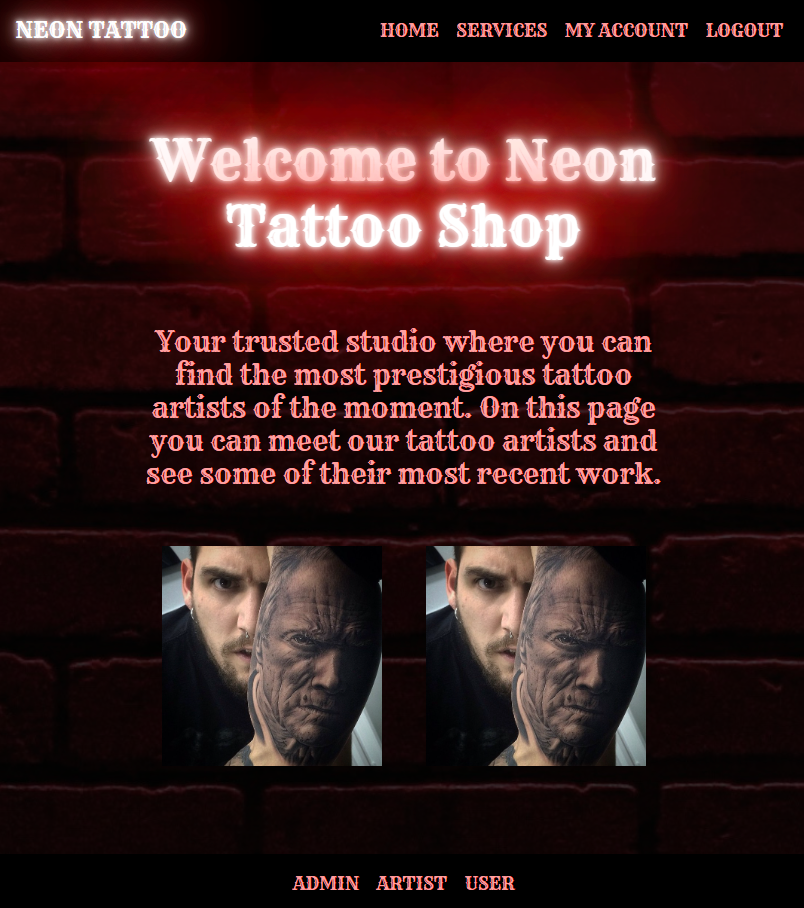 NEON TATTOO
HOME SERVICES MY ACCOUNT LOGOUT
Welcome to Neon
Tattoo Shop
Your trusted studio where you can
find the most prestigious tattoo
artists of the moment. On this page
you can meet our tattoo artists and
see some of their most recent work.
ADMIN ARTIST USER